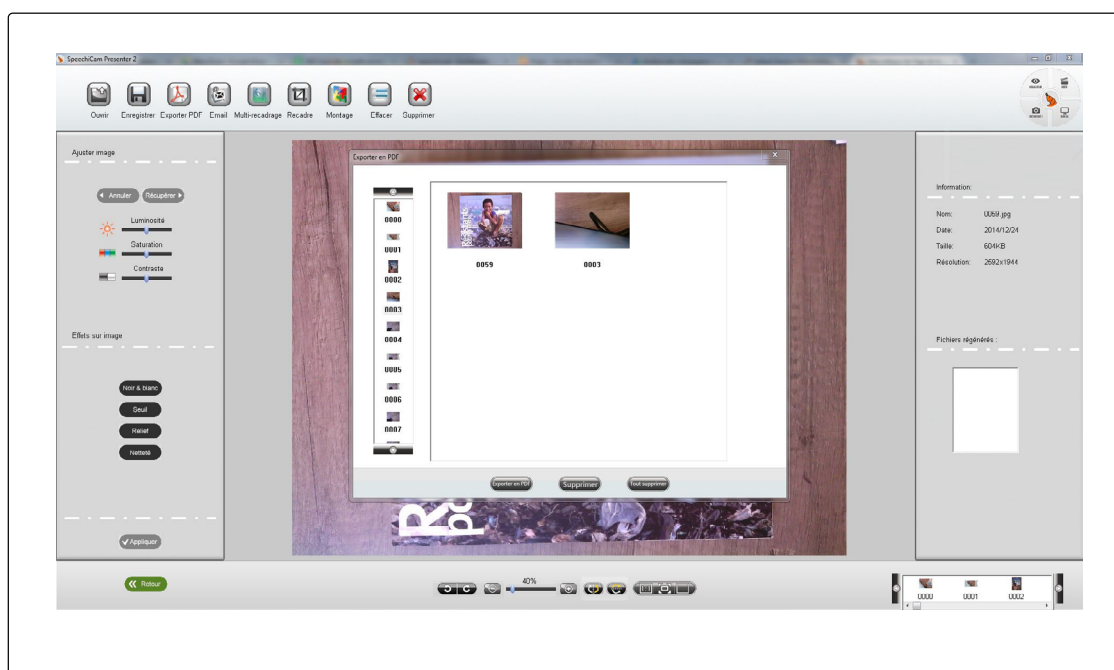 SpeechiCam Presenter 2
Ouvrir Enregistrer Exporter PDF Email Multi-recadrage Recadre Montage Effacer Supprimer
Ajuster image
Annuler Récupérer
Luminosité
Saturation
Contraste
Effets sur image
Noir & blanc
Seuil
Relief
Netteté
Appliquer
Retour
Exporter en PDF
X
0000
0001
0002
0003
0004
0005
0006
0007
0059 0003
Exporter en PDF Supprimer Tout supprimer
40%
Information:
Nom: 0059.jpg
Date: 2014/12/24
Taille: 604KB
Résolution: 2592x1944
Fichiers régénérés :
0000 0001 0002